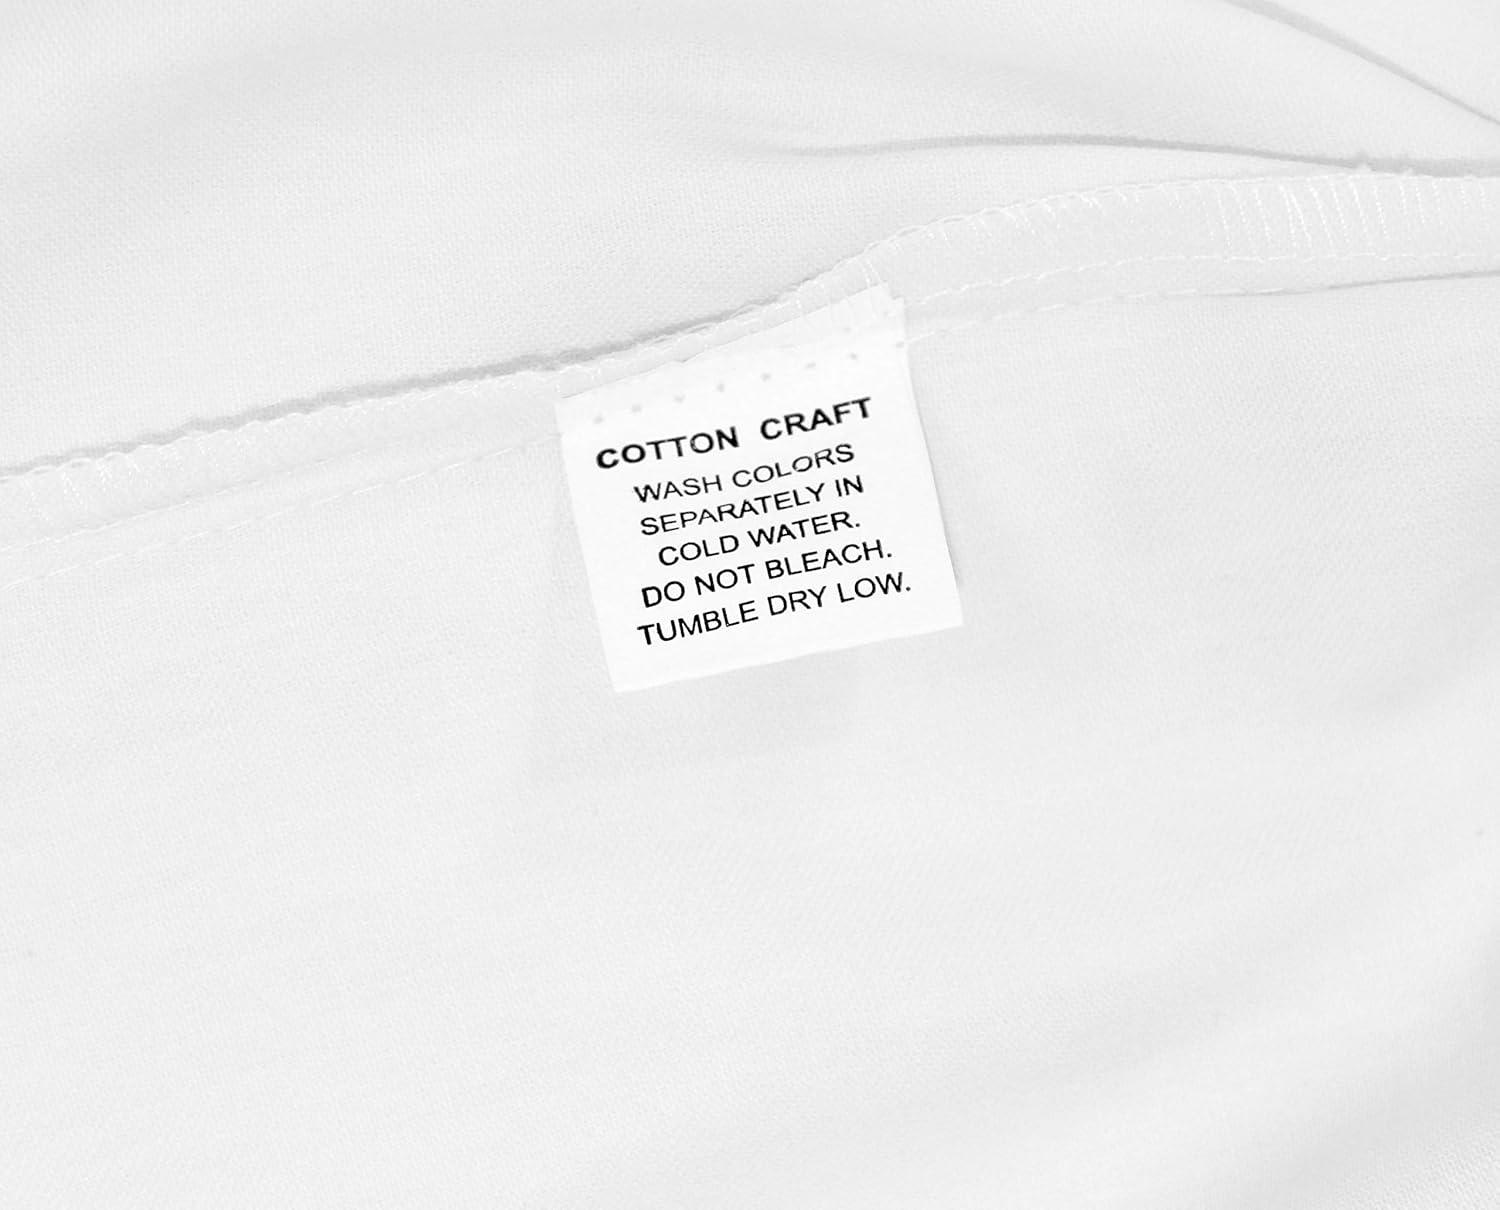 COTTON CRAFT
WASH COLORS
SEPARATELY IN
COLD WATER.
DO NOT BLEACH.
TUMBLE DRY LOW.